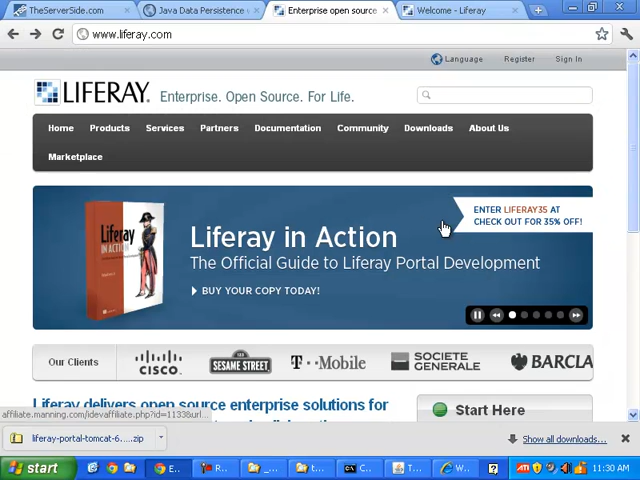 TheServerSide.com
Java Data Persistence w
Enterprise open source
Welcome - Liferay
www.liferay.com
Language Register Sign In
LIFERAY. Enterprise. Open Source. For Life.
Home Products Services Partners Documentation Community Downloads About Us
Marketplace
Liferay
IN ACTION
ENTER LIFERAY35 AT
CHECK OUT FOR 35% OFF!
Liferay in Action
The Official Guide to Liferay Portal Development
BUY YOUR COPY TODAY!
Our Clients
CISCO
SESAME STREET
T··Mobile
SOCIETE
GENERALE
BARCLA
Liferay delivers open source enterprise solutions for
Start Here
affiliate.manning.com/idevaffiliate.php?id=1133&url...
liferay-portal-tomcat-6....zip
Show all downloads...
start
E...
R...
_...
t...
C...
T...
W...
11:30 AM